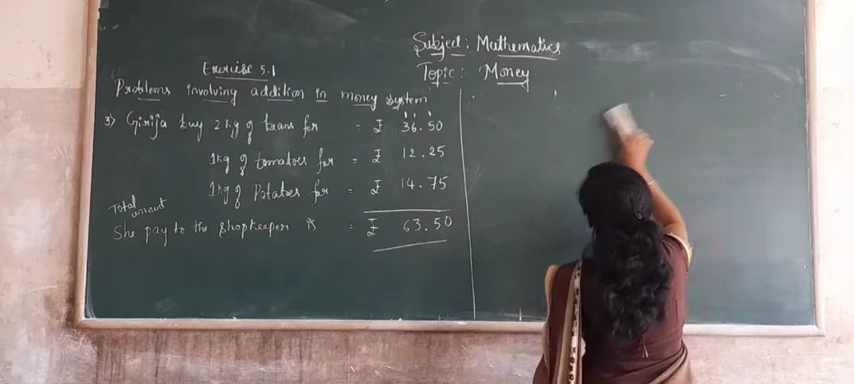 Subject: Mathematics
Topic: Money
Exercise 5.1
Problems involving addition in money system
3) Girija buy 2 kg of beans for = ₹ 36.50
1kg of tomatoes for = ₹ 12.25
1kg of Potatoes for = ₹ 14.75
Total amount
She pay to the Shopkeeper is = ₹ 63.50